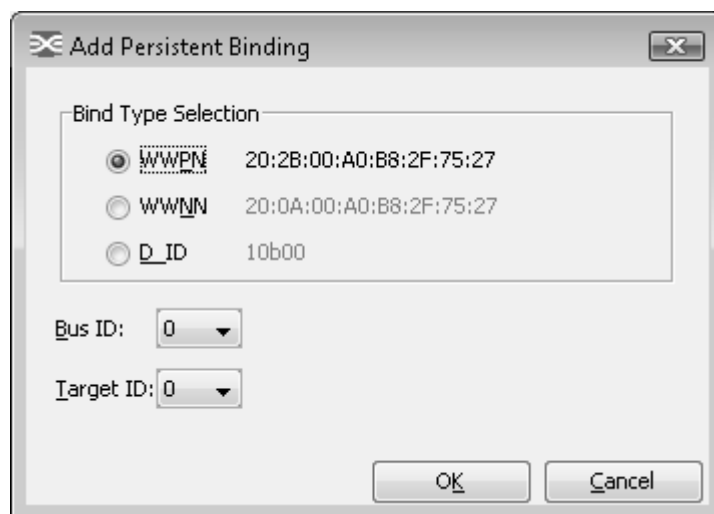 Add Persistent Binding
Bind Type Selection
WWPN 20:2B:00:A0:B8:2F:75:27
WWNN 20:0A:00:A0:B8:2F:75:27
D_ID 10b00
Bus ID: 0
Target ID: 0
OK Cancel